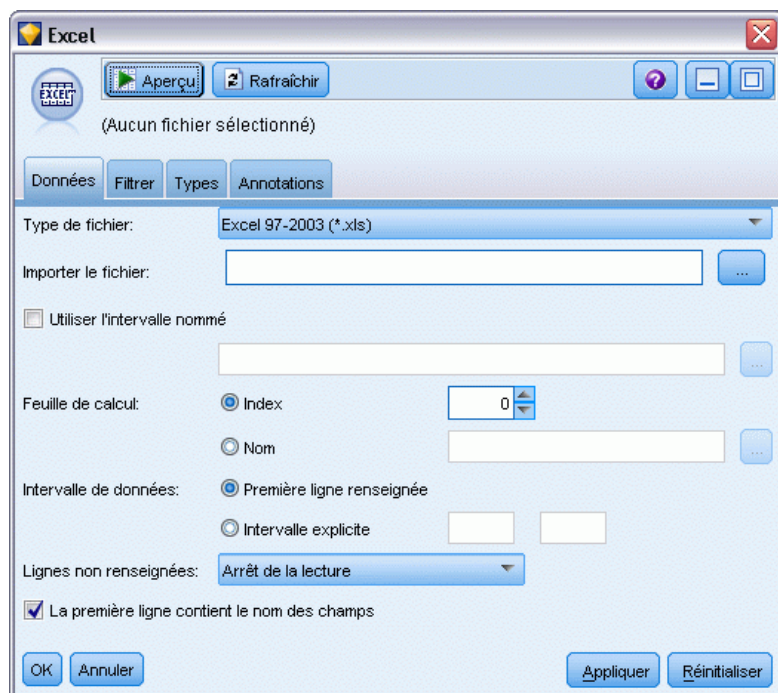 Excel
EXCEL
Aperçu Rafraîchir ?
(Aucun fichier sélectionné)
Données Filtrer Types Annotations
Type de fichier: Excel 97-2003 (*.xls)
Importer le fichier: ...
Utiliser l'intervalle nommé
...
Feuille de calcul: Index 0
Nom ...
Intervalle de données: Première ligne renseignée
Intervalle explicite
Lignes non renseignées: Arrêt de la lecture
La première ligne contient le nom des champs
OK Annuler Appliquer Réinitialiser